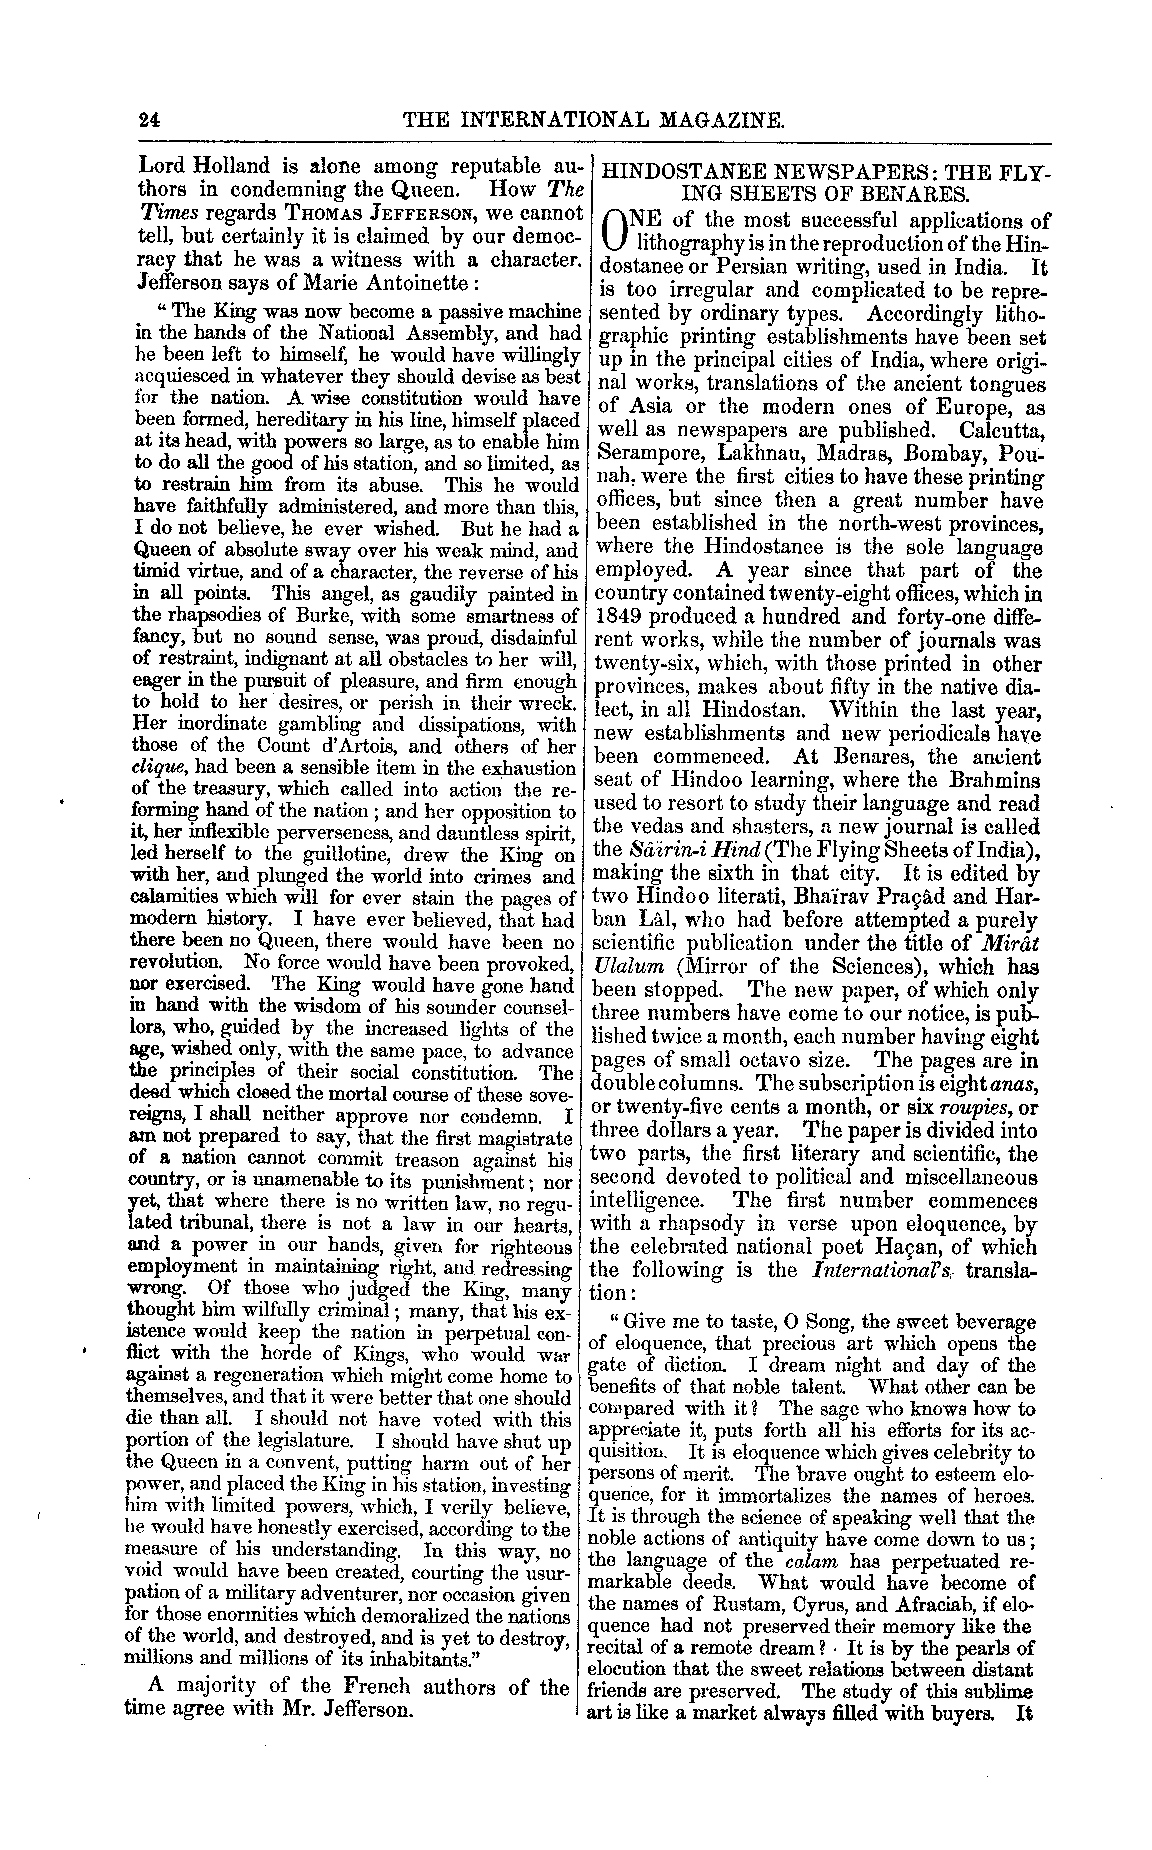 24 THE INTERNATIONAL MAGAZINE.
Lord Holland is alone among reputable au-
thors in condemning the Queen. How The
Times regards THOMAS JEFFERSON, we cannot
tell, but certainly it is claimed by our democ-
racy that he was a witness with a character.
Jefferson says of Marie Antoinette :
" The King was now become a passive machine
in the hands of the National Assembly, and had
he been left to himself, he would have willingly
acquiesced in whatever they should devise as best
for the nation. A wise constitution would have
been formed, hereditary in his line, himself placed
at its head, with powers so large, as to enable him
to do all the good of his station, and so limited, as
to restrain him from its abuse. This he would
have faithfully administered, and more than this,
I do not believe, he ever wished. But he had a
Queen of absolute sway over his weak mind, and
timid virtue, and of a character, the reverse of his
in all points. This angel, as gaudily painted in
the rhapsodies of Burke, with some smartness of
fancy, but no sound sense, was proud, disdainful
of restraint, indignant at all obstacles to her will,
eager in the pursuit of pleasure, and firm enough
to hold to her desires, or perish in their wreck.
Her inordinate gambling and dissipations, with
those of the Count d'Artois, and others of her
clique, had been a sensible item in the exhaustion
of the treasury, which called into action the re-
forming hand of the nation ; and her opposition to
it, her inflexible perverseness, and dauntless spirit,
led herself to the guillotine, drew the King on
with her, and plunged the world into crimes and
calamities which will for ever stain the pages of
modern history. I have ever believed, that had
there been no Queen, there would have been no
revolution. No force would have been provoked,
nor exercised. The King would have gone hand
in hand with the wisdom of his sounder counsel-
lors, who, guided by the increased lights of the
age, wished only, with the same pace, to advance
the principles of their social constitution. The
deed which closed the mortal course of these sove-
reigns, I shall neither approve nor condemn. I
am not prepared to say, that the first magistrate
of a nation cannot commit treason against his
country, or is unamenable to its punishment ; nor
yet, that where there is no written law, no regu-
lated tribunal, there is not a law in our hearts,
and a power in our hands, given for righteous
employment in maintaining right, and redressing
wrong. Of those who judged the King, many
thought him wilfully criminal ; many, that his ex-
istence would keep the nation in perpetual con-
flict with the horde of Kings, who would war
against a regeneration which might come home to
themselves, and that it were better that one should
die than all. I should not have voted with this
portion of the legislature. I should have shut up
the Queen in a convent, putting harm out of her
power, and placed the King in his station, investing
him with limited powers, which, I verily believe,
he would have honestly exercised, according to the
measure of his understanding. In this way, no
void would have been created, courting the usur-
pation of a military adventurer, nor occasion given
for those enormities which demoralized the nations
of the world, and destroyed, and is yet to destroy,
millions and millions of its inhabitants."
A majority of the French authors of the
time agree with Mr. Jefferson.
HINDOSTANEE NEWSPAPERS : THE FLY-
ING SHEETS OF BENARES.
ONE of the most successful applications of
lithography is in the reproduction of the Hin-
dostanee or Persian writing, used in India. It
is too irregular and complicated to be repre-
sented by ordinary types. Accordingly litho-
graphic printing establishments have been set
up in the principal cities of India, where origi-
nal works, translations of the ancient tongues
of Asia or the modern ones of Europe, as
well as newspapers are published. Calcutta,
Serampore, Lakhnau, Madras, Bombay, Pou-
nah, were the first cities to have these printing
offices, but since then a great number have
been established in the north-west provinces,
where the Hindostanee is the sole language
employed. A year since that part of the
country contained twenty-eight offices, which in
1849 produced a hundred and forty-one diffe-
rent works, while the number of journals was
twenty-six, which, with those printed in other
provinces, makes about fifty in the native dia-
lect, in all Hindostan. Within the last year,
new establishments and new periodicals have
been commenced. At Benares, the ancient
seat of Hindoo learning, where the Brahmins
used to resort to study their language and read
the vedas and shasters, a new journal is called
the Sâïrin-i Hind (The Flying Sheets of India),
making the sixth in that city. It is edited by
two Hindoo literati, Bhaïrav Praçâd and Har-
ban Lâl, who had before attempted a purely
scientific publication under the title of Mirât
Ulalum (Mirror of the Sciences), which has
been stopped. The new paper, of which only
three numbers have come to our notice, is pub-
lished twice a month, each number having eight
pages of small octavo size. The pages are in
double columns. The subscription is eight anas,
or twenty-five cents a month, or six roupies, or
three dollars a year. The paper is divided into
two parts, the first literary and scientific, the
second devoted to political and miscellaneous
intelligence. The first number commences
with a rhapsody in verse upon eloquence, by
the celebrated national poet Haçan, of which
the following is the International's, transla-
tion :
" Give me to taste, O Song, the sweet beverage
of eloquence, that precious art which opens the
gate of diction. I dream night and day of the
benefits of that noble talent. What other can be
compared with it ? The sage who knows how to
appreciate it, puts forth all his efforts for its ac-
quisition. It is eloquence which gives celebrity to
persons of merit. The brave ought to esteem elo-
quence, for it immortalizes the names of heroes.
It is through the science of speaking well that the
noble actions of antiquity have come down to us ;
the language of the calam has perpetuated re-
markable deeds. What would have become of
the names of Rustam, Cyrus, and Afraciab, if elo-
quence had not preserved their memory like the
recital of a remote dream ? It is by the pearls of
elocution that the sweet relations between distant
friends are preserved. The study of this sublime
art is like a market always filled with buyers. It